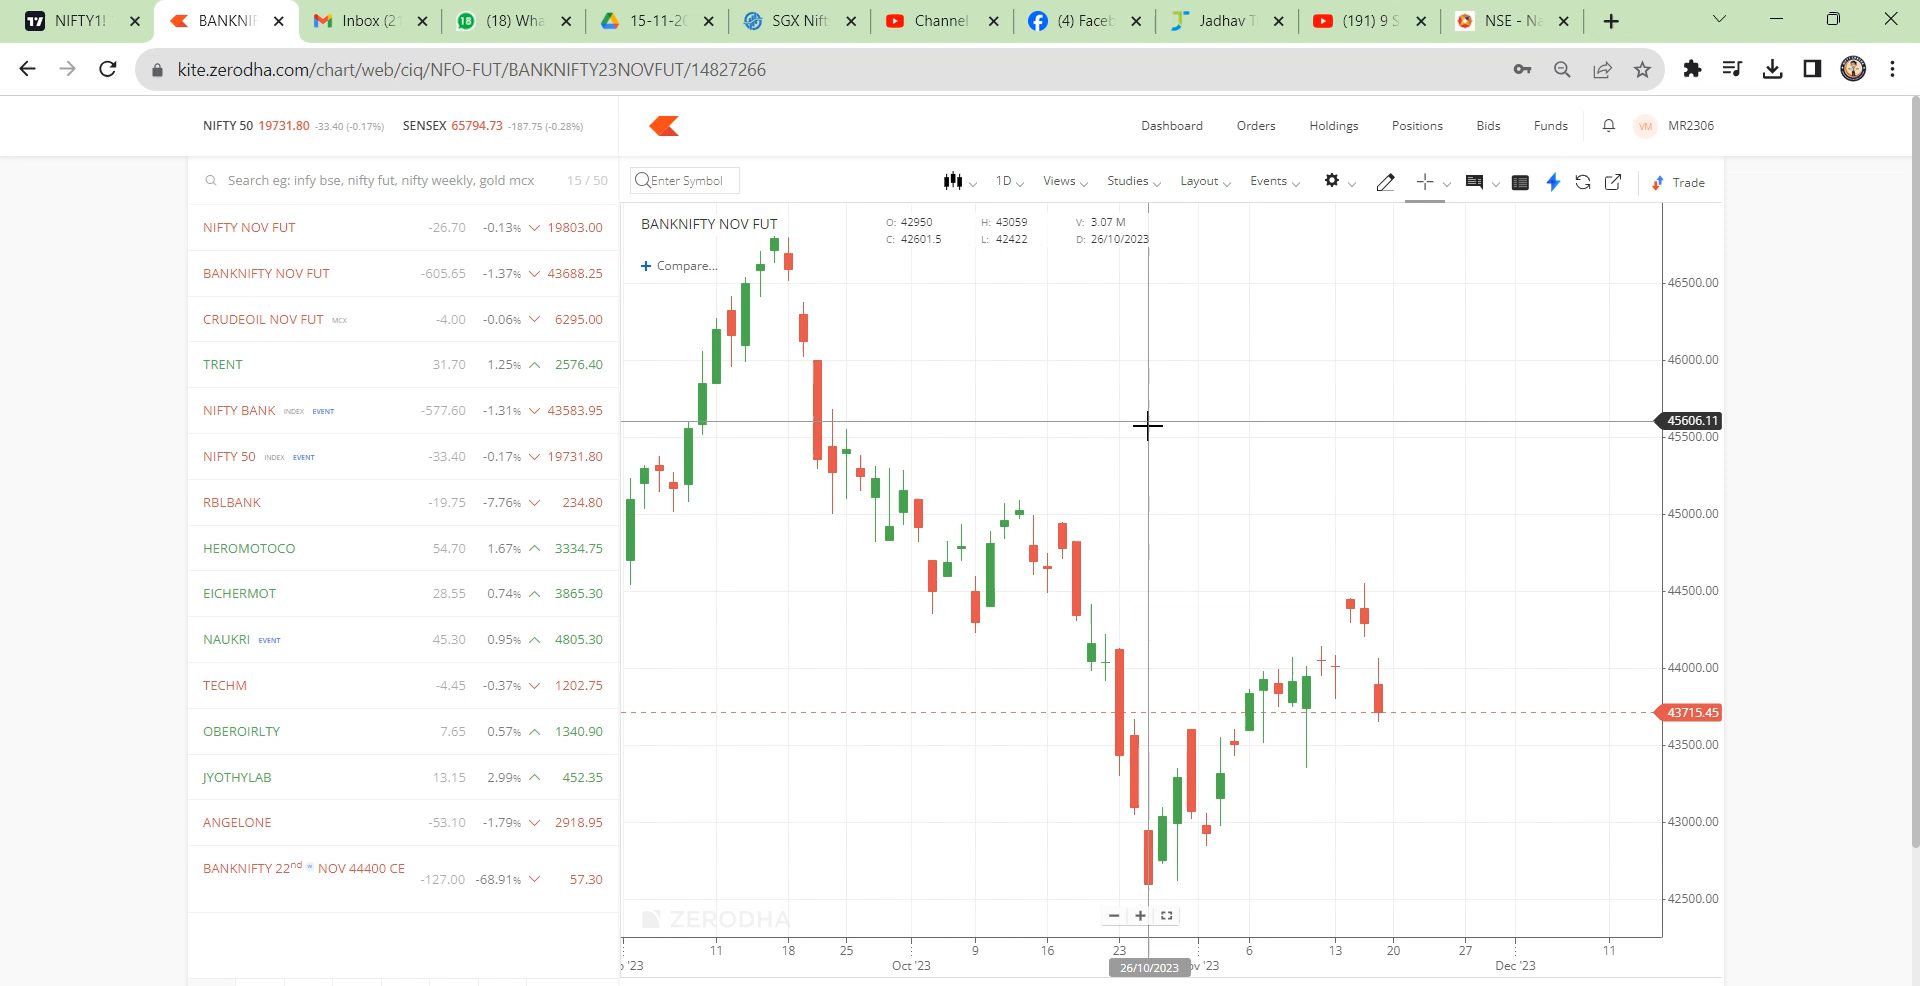 NIFTY1!
BANKNIF
Inbox (2
(18) Wha
15-11-20
SGX Nift
Channel
(4) Faceb
Jadhav T
(191) 9 S
NSE - Na
kite.zerodha.com/chart/web/ciq/NFO-FUT/BANKNIFTY23NOVFUT/14827266
NIFTY 50 19731.80 -33.40 (-0.17%) SENSEX 65794.73 -187.75 (-0.28%)
Dashboard Orders Holdings Positions Bids Funds VM MR2306
Search eg: infy bse, nifty fut, nifty weekly, gold mcx 15 / 50
NIFTY NOV FUT -26.70 -0.13% 19803.00
BANKNIFTY NOV FUT -605.65 -1.37% 43688.25
CRUDEOIL NOV FUT MCX -4.00 -0.06% 6295.00
TRENT 31.70 1.25% 2576.40
NIFTY BANK INDEX EVENT -577.60 -1.31% 43583.95
NIFTY 50 INDEX EVENT -33.40 -0.17% 19731.80
RBLBANK -19.75 -7.76% 234.80
HEROMOTOCO 54.70 1.67% 3334.75
EICHERMOT 28.55 0.74% 3865.30
NAUKRI EVENT 45.30 0.95% 4805.30
TECHM -4.45 -0.37% 1202.75
OBEROIRLTY 7.65 0.57% 1340.90
JYOTHYLAB 13.15 2.99% 452.35
ANGELONE -53.10 -1.79% 2918.95
BANKNIFTY 22nd w NOV 44400 CE -127.00 -68.91% 57.30
Enter Symbol 1D Views Studies Layout Events Trade
BANKNIFTY NOV FUT
O: 42950 H: 43059 V: 3.07 M
C: 42601.5 L: 42422 D: 26/10/2023
+ Compare...
46500.00
46000.00
45606.11
45500.00
45000.00
44500.00
44000.00
43715.45
43500.00
43000.00
42500.00
ZERODHA
11 18 25 9 16 23 6 13 20 27 11
'23 Oct '23 26/10/2023 ov '23 Dec '23